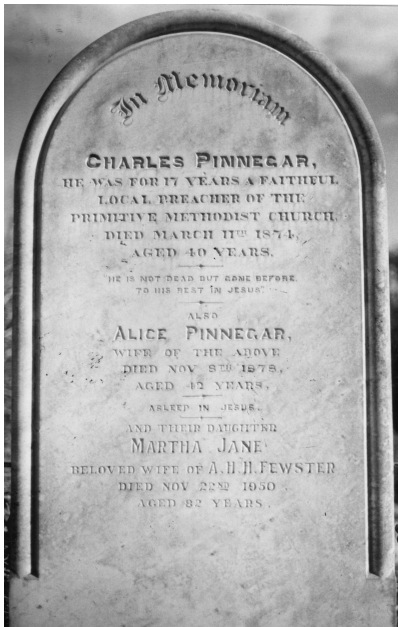 In Memoriam
CHARLES PINNEGAR,
HE WAS FOR 17 YEARS A FAITHFUL
LOCAL PREACHER OF THE
PRIMITIVE METHODIST CHURCH.
DIED MARCH 11TH 1874,
AGED 40 YEARS.
"HE IS NOT DEAD BUT GONE BEFORE
TO HIS REST IN JESUS".
ALSO
ALICE PINNEGAR,
WIFE OF THE ABOVE
DIED NOV 8TH 1878,
AGED 42 YEARS,
ASLEEP IN JESUS.
AND THEIR DAUGHTER
MARTHA JANE
BELOVED WIFE OF A.H.H. FEWSTER
DIED NOV 22ND 1950
AGED 82 YEARS